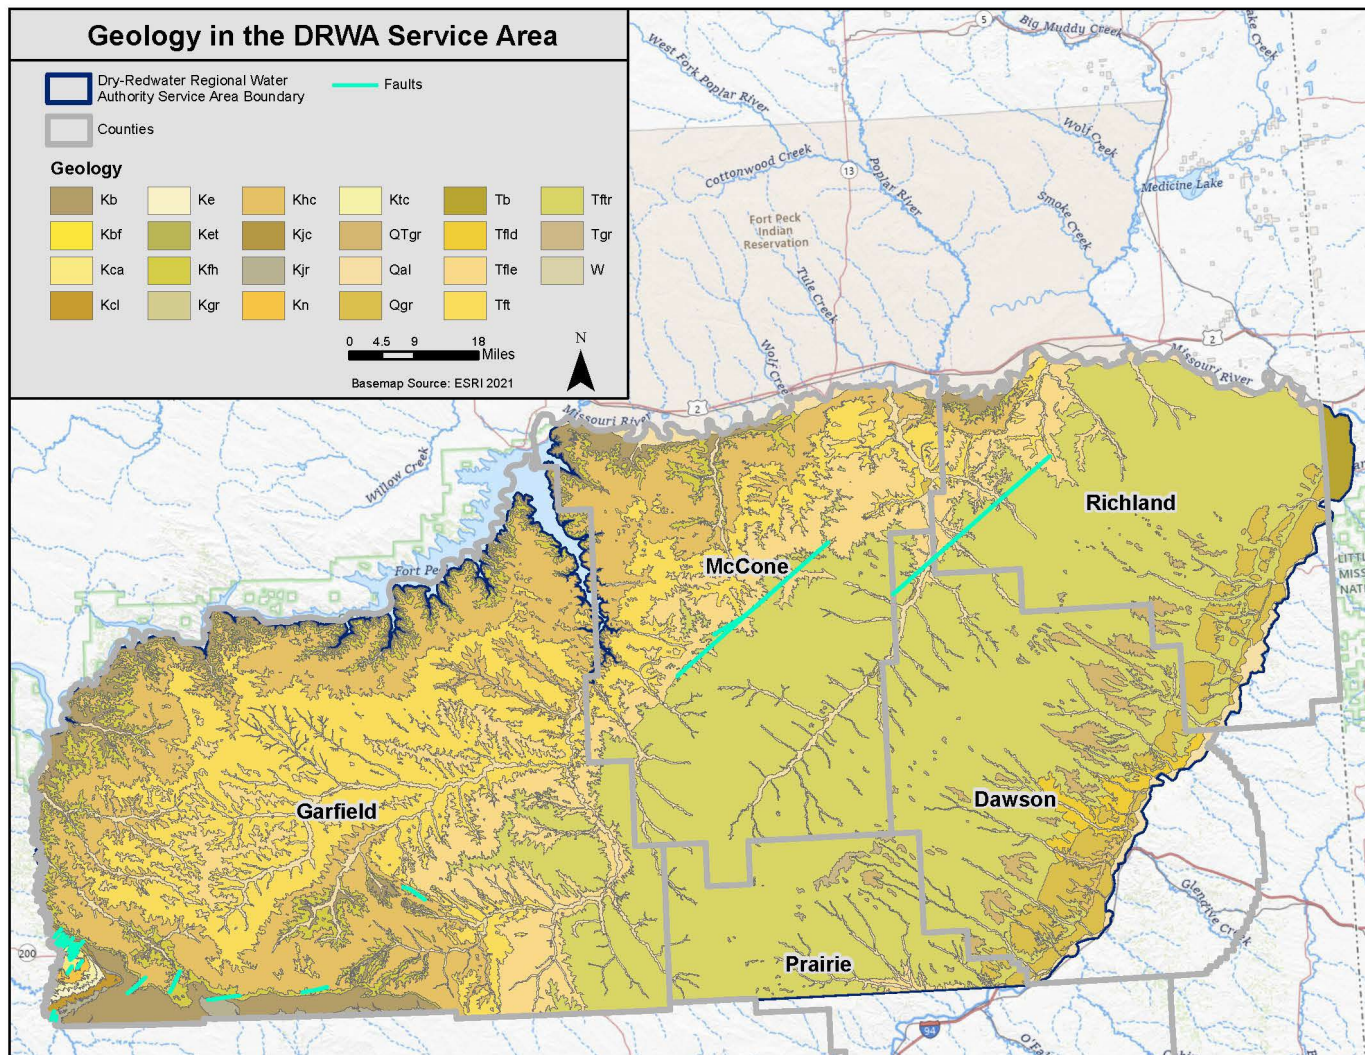 Geology in the DRWA Service Area
Dry-Redwater Regional Water
Authority Service Area Boundary
Faults
Counties
Geology
Kb
Ke
Khc
Ktc
Tb
Tftr
Kbf
Ket
Kjc
QTgr
Tfld
Tgr
Kca
Kfh
Kjr
Qal
Tfle
W
Kcl
Kgr
Kn
Qgr
Tft
0 4.5 9 18
Miles
N
Basemap Source: ESRI 2021
5
Big Muddy Creek
West Fork Poplar River
Wolf Creek
Cottonwood Creek
13
Poplar River
Medicine Lake
Smoke Creek
Fort Peck
Indian
Reservation
Tule Creek
2
Missouri River
Wolf Cree
2
Missouri River
Willow Creek
Richland
Fort Pec
McCone
Garfield
Dawson
Glendive Creek
200
Prairie
94